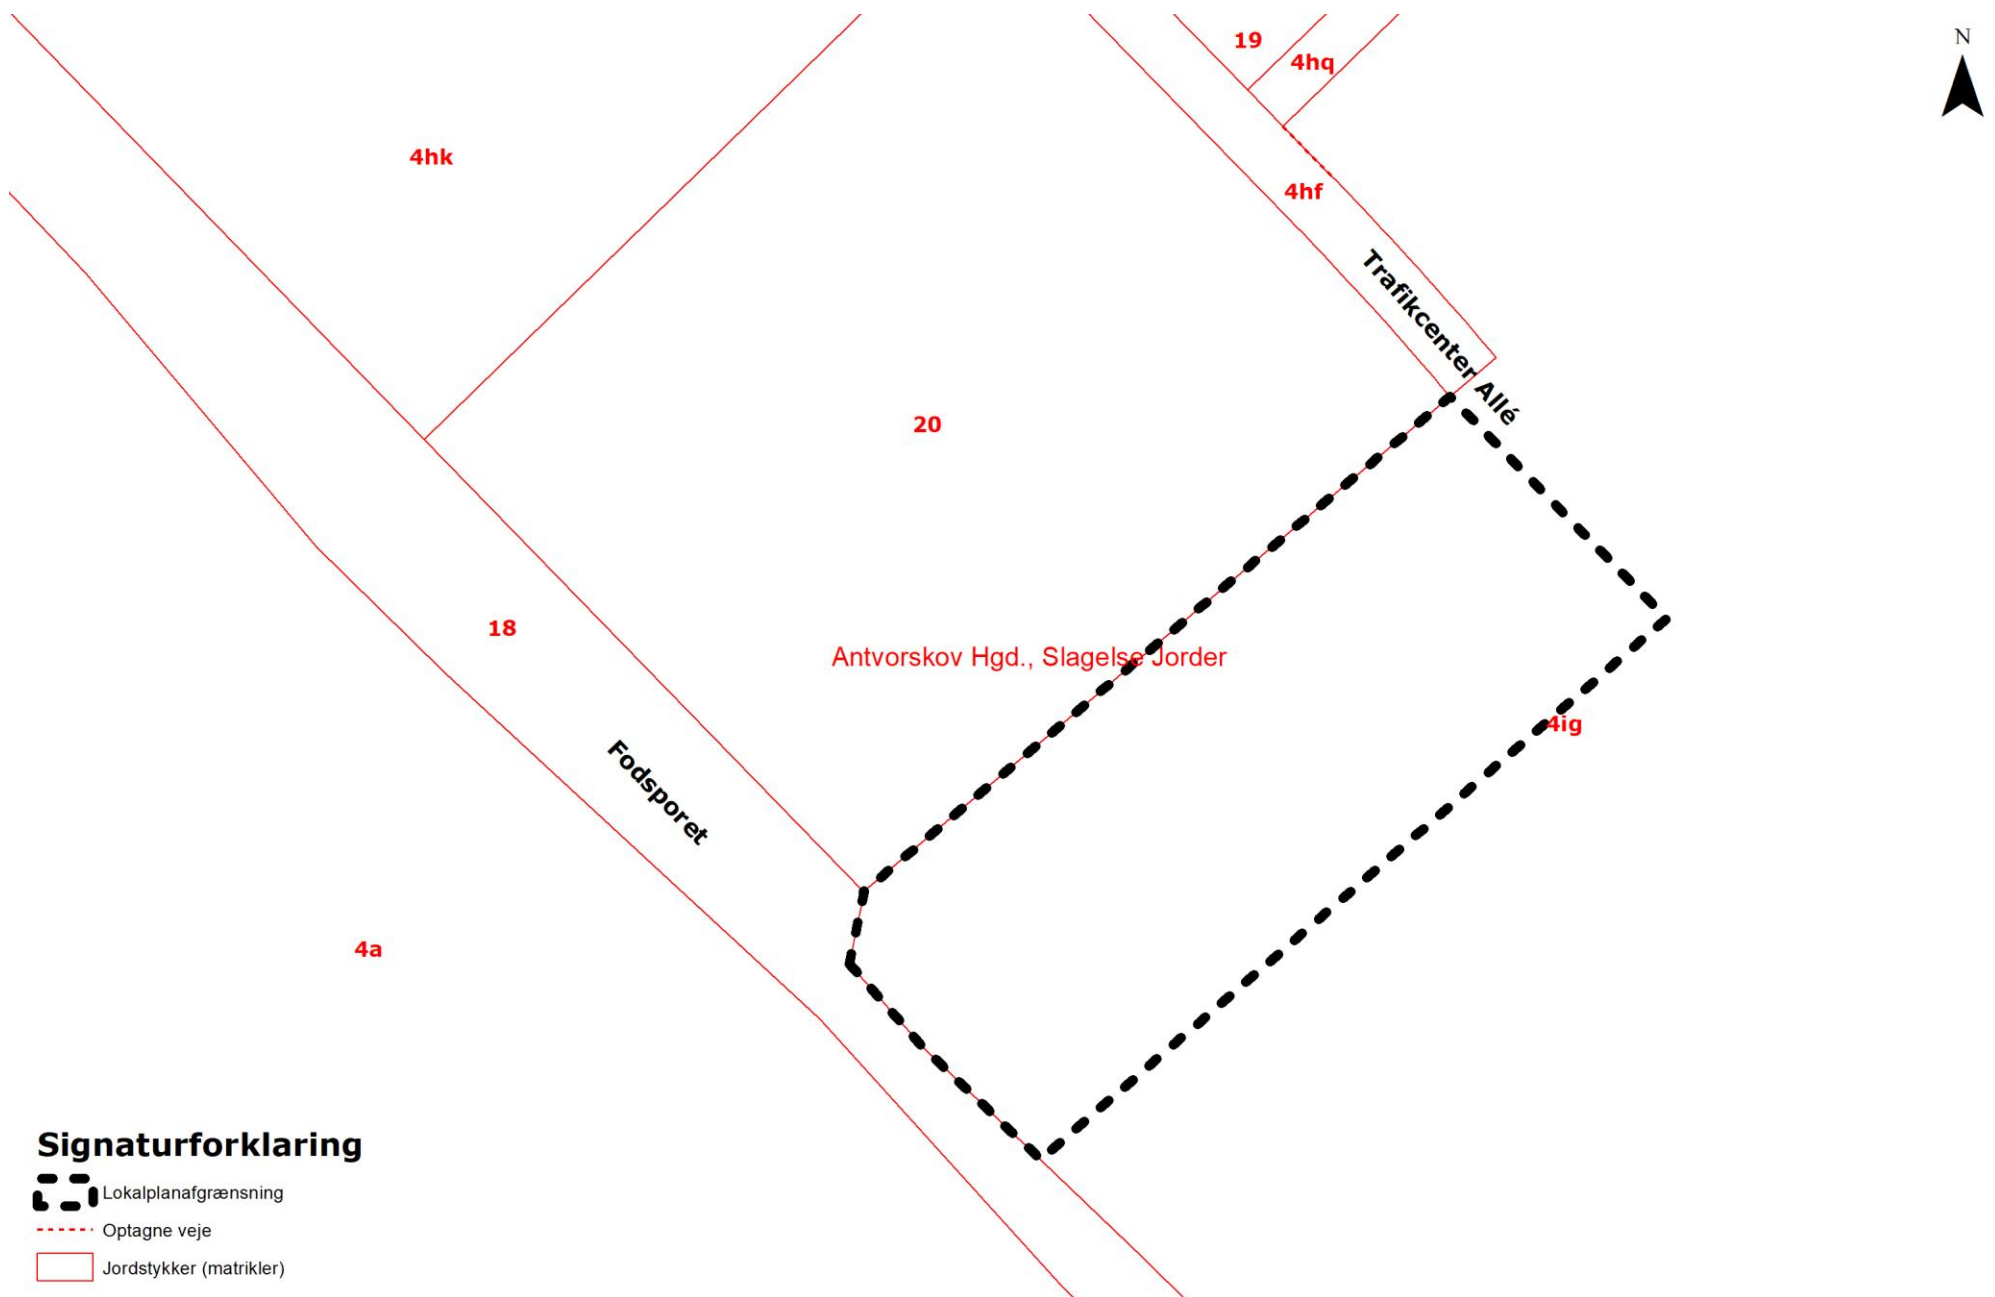 19
N
4hq
4hk
4hf
Trafikcenter Allé
20
18
Antvorskov Hgd., Slagelse Jorder
4ig
Fodsporet
4a
Signaturforklaring
Lokalplanafgrænsning
Optagne veje
Jordstykker (matrikler)